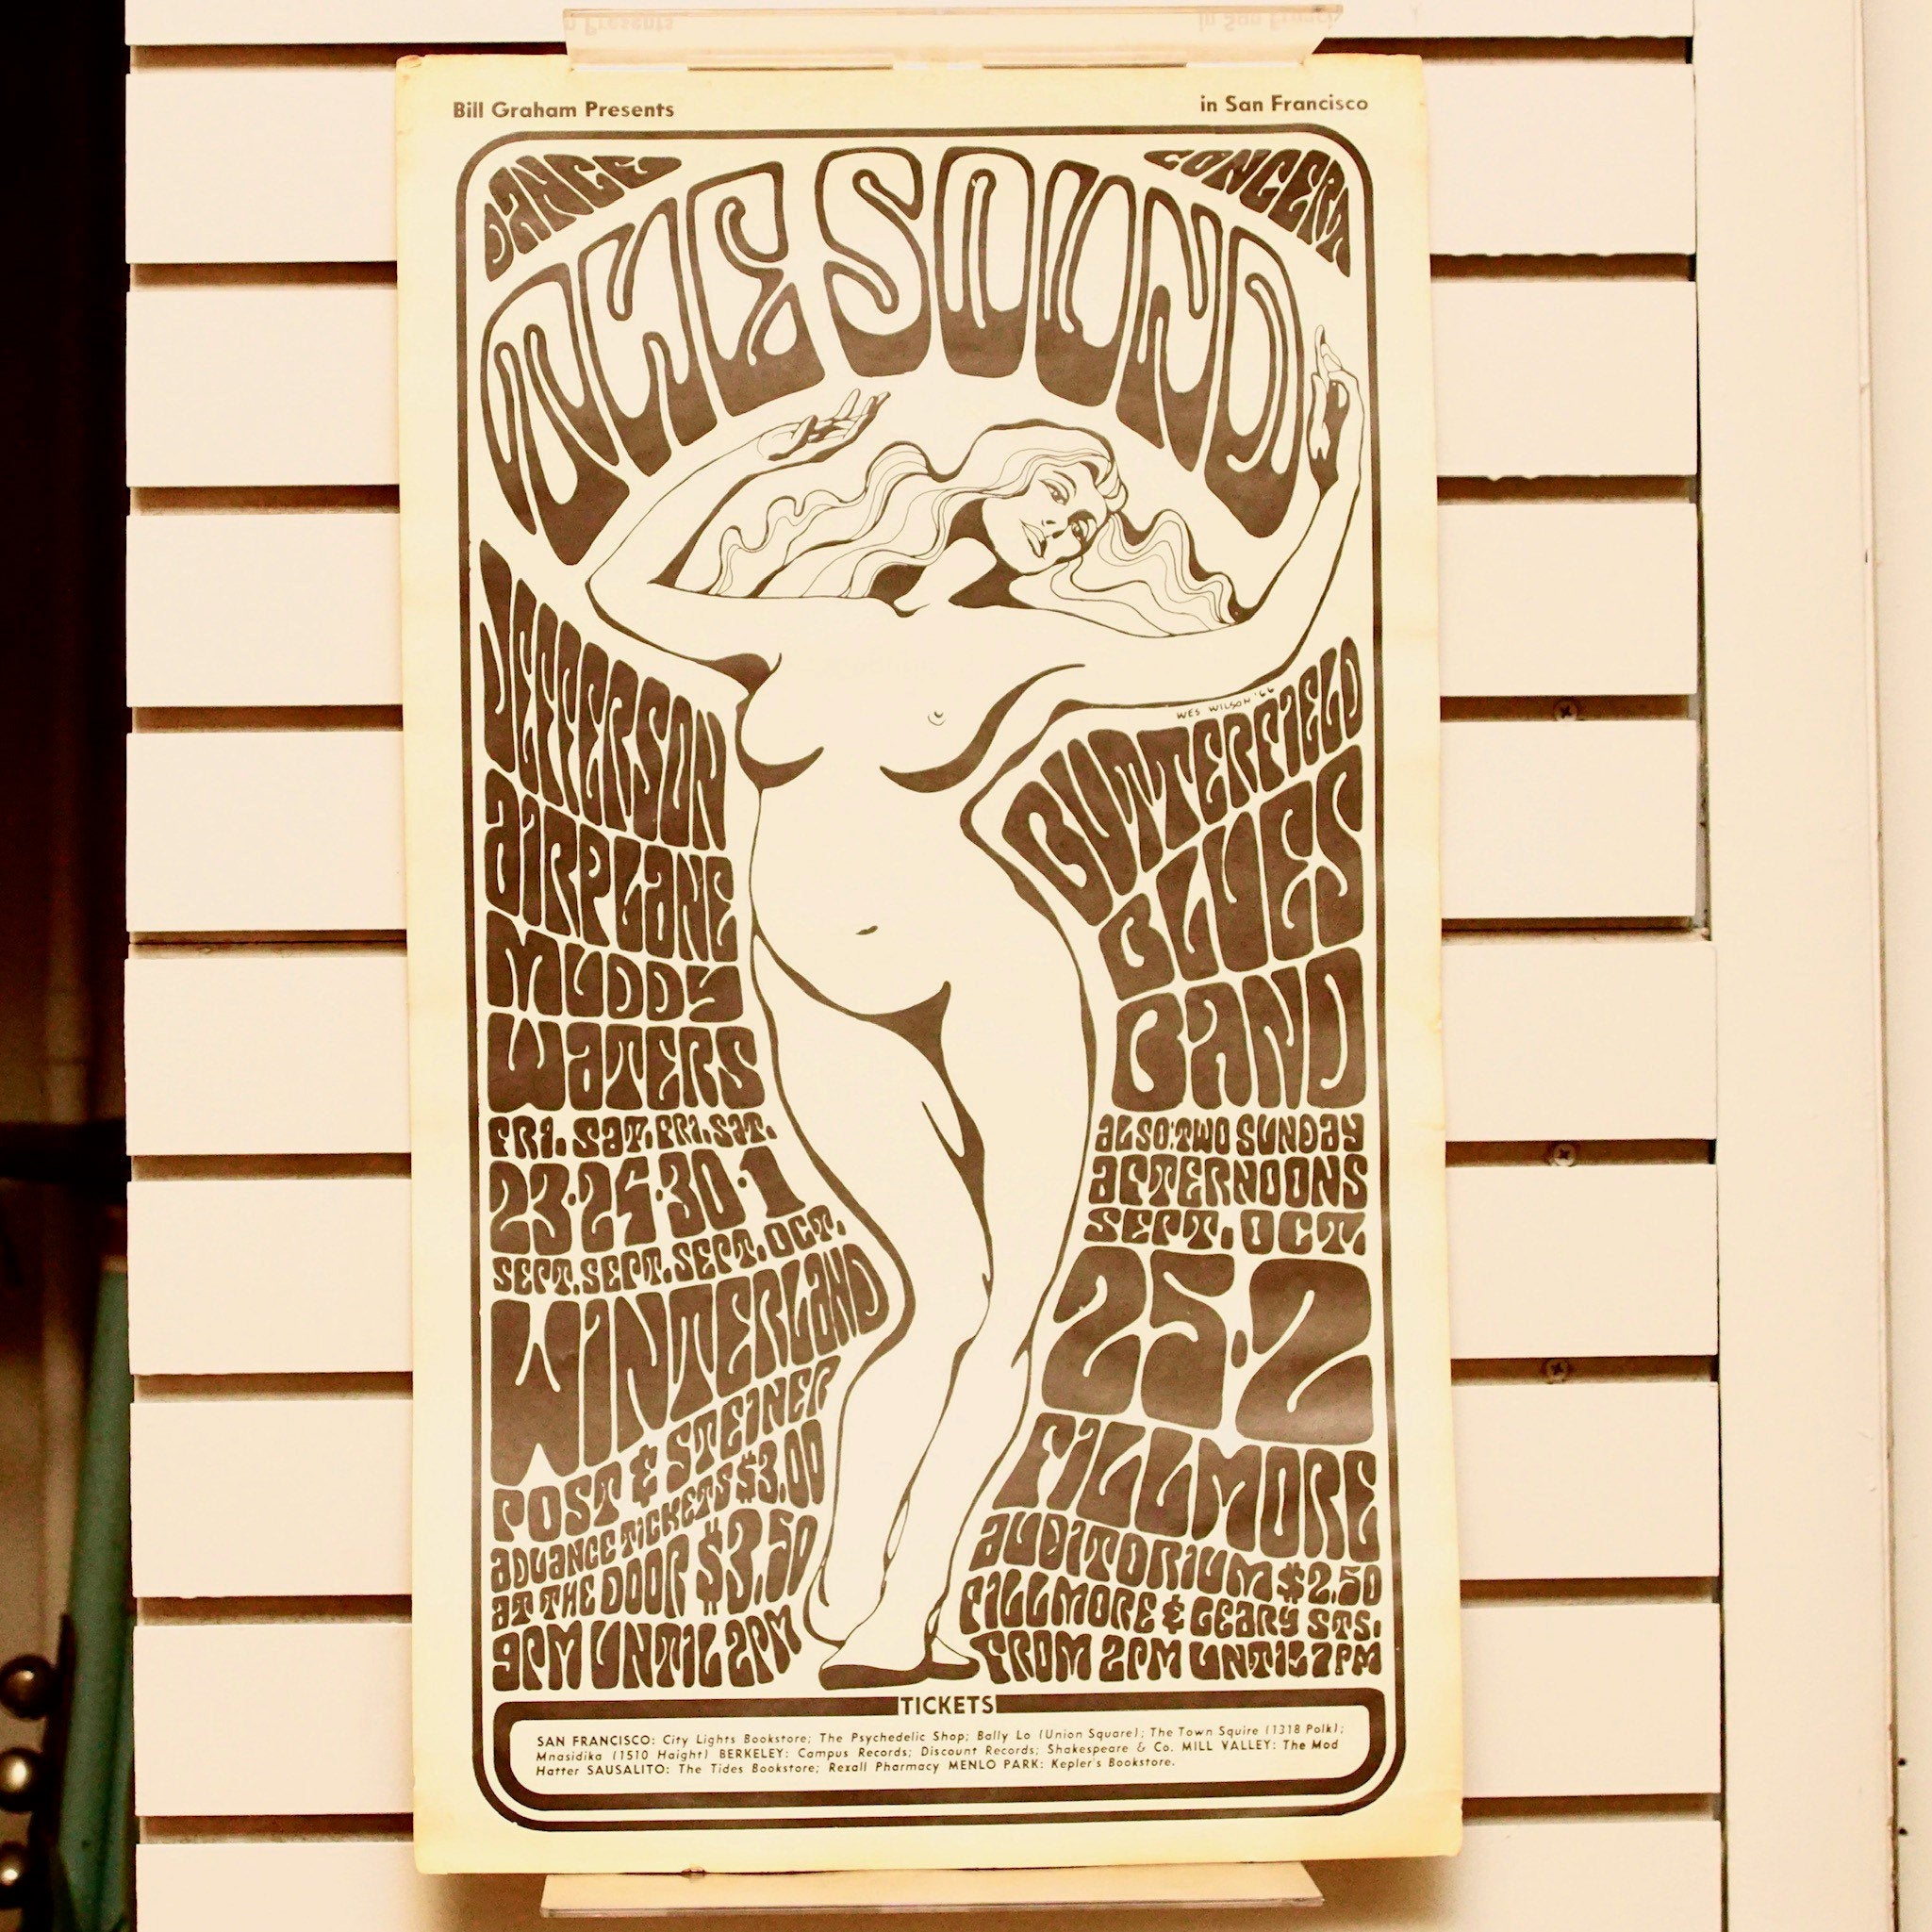 Bill Graham Presents
in San Francisco
DANCE
CONCERT
THE SOUND
JEFFERSON
AIRPLANE
MUDDY
WATERS
FRI. SAT. FRI. SAT.
23·24·30·1
SEPT. SEPT. SEPT. OCT.
WINTERLAND
POST & STEINER
ADVANCE TICKETS $3.00
AT THE DOOR $3.50
9PM UNTIL 2PM
WES WILSON '66
BUTTERFIELD
BLUES
BAND
ALSO: TWO SUNDAY
AFTERNOONS
SEPT. OCT.
25·2
FILLMORE
AUDITORIUM $2.50
FILLMORE & GEARY STS.
FROM 2PM UNTIL 7PM
TICKETS
SAN FRANCISCO: City Lights Bookstore; The Psychedelic Shop; Bally Lo (Union Square); The Town Squire (1318 Polk);
Mnasidika (1510 Haight) BERKELEY: Campus Records; Discount Records; Shakespeare & Co. MILL VALLEY: The Mod
Hatter SAUSALITO: The Tides Bookstore; Rexall Pharmacy MENLO PARK: Kepler's Bookstore.